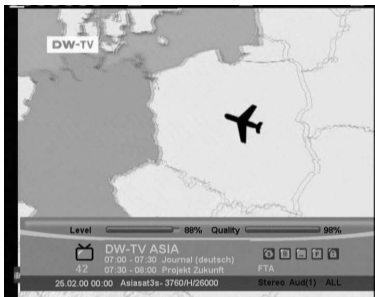 DW-TV
Level 88% Quality 98%
DW-TV ASIA
07:00 - 07:30 Journal (deutsch)
42 07:30 - 08:00 Projekt Zukunft FTA
25.02.00 00:00 Asiasat3a- 3760/H/26000 Stereo Aud(1) ALL